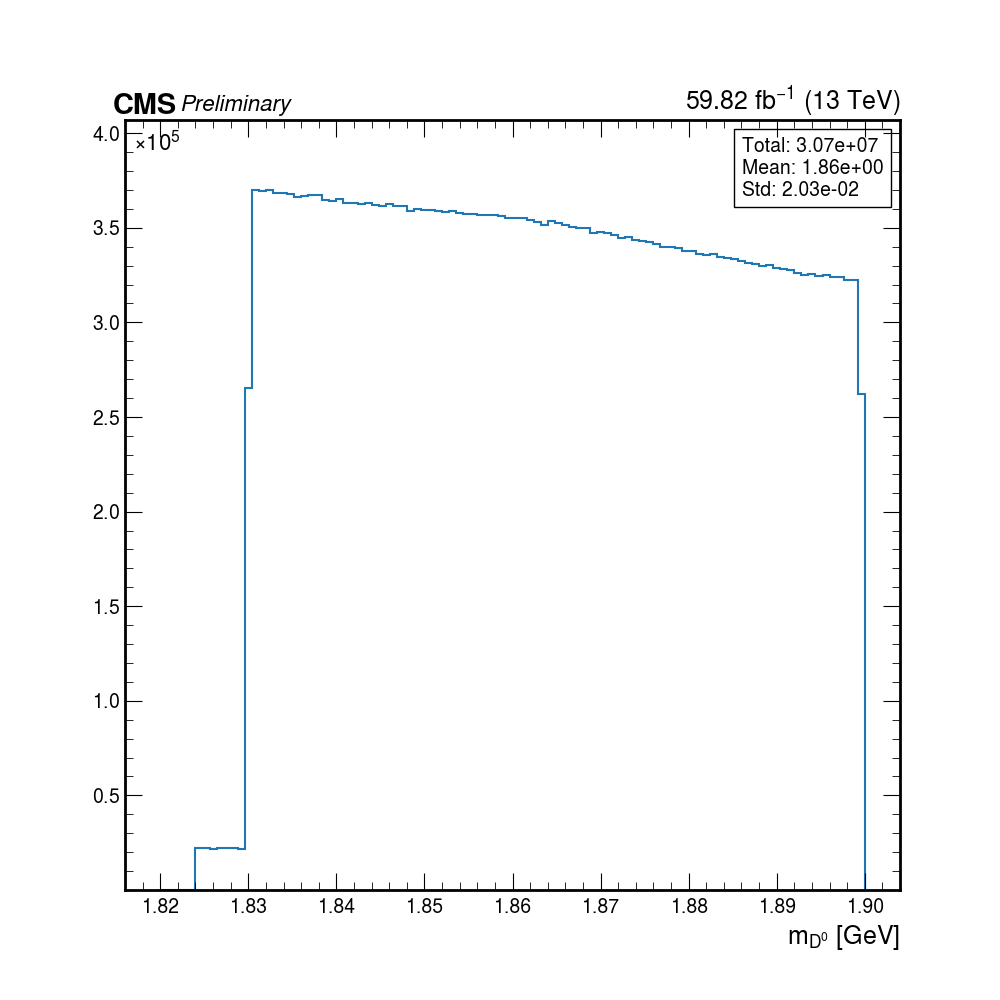 CMS Preliminary
59.82 fb⁻¹ (13 TeV)
×10⁵
Total: 3.07e+07
Mean: 1.86e+00
Std: 2.03e-02
4.0
3.5
3.0
2.5
2.0
1.5
1.0
0.5
1.82 1.83 1.84 1.85 1.86 1.87 1.88 1.89 1.90
m_D⁰ [GeV]